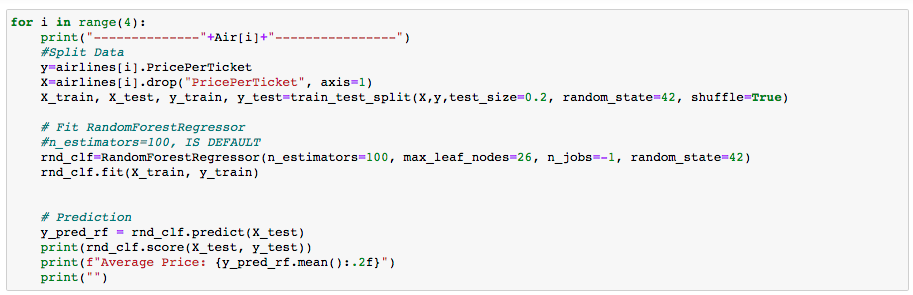 for i in range(4):
    print("--------------"+Air[i]+"----------------")
    #Split Data
    y=airlines[i].PricePerTicket
    X=airlines[i].drop("PricePerTicket", axis=1)
    X_train, X_test, y_train, y_test=train_test_split(X,y,test_size=0.2, random_state=42, shuffle=True)
    # Fit RandomForestRegressor
    #n_estimators=100, IS DEFAULT
    rnd_clf=RandomForestRegressor(n_estimators=100, max_leaf_nodes=26, n_jobs=-1, random_state=42)
    rnd_clf.fit(X_train, y_train)
    # Prediction
    y_pred_rf = rnd_clf.predict(X_test)
    print(rnd_clf.score(X_test, y_test))
    print(f"Average Price: {y_pred_rf.mean():.2f}")
    print("")